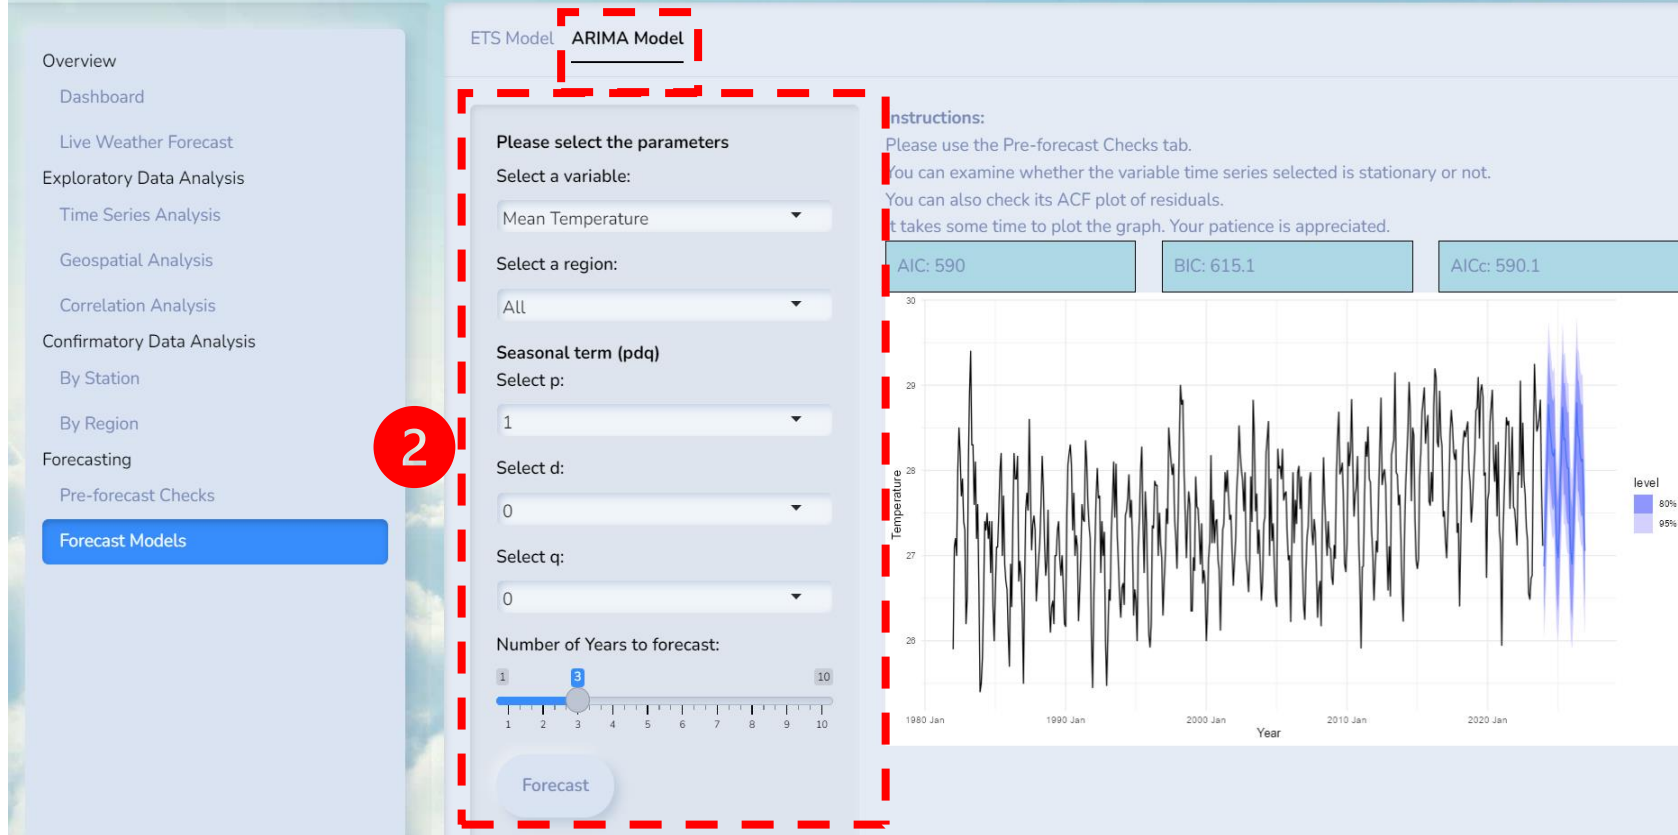 Overview
Dashboard
Live Weather Forecast
Exploratory Data Analysis
Time Series Analysis
Geospatial Analysis
Correlation Analysis
Confirmatory Data Analysis
By Station
By Region
Forecasting
Pre-forecast Checks
Forecast Models
2
ETS Model ARIMA Model
Please select the parameters
Select a variable:
Mean Temperature
Select a region:
All
Seasonal term (pdq)
Select p:
1
Select d:
0
Select q:
0
Number of Years to forecast:
1 3 10
1 2 3 4 5 6 7 8 9 10
Forecast
nstructions:
Please use the Pre-forecast Checks tab.
You can examine whether the variable time series selected is stationary or not.
You can also check its ACF plot of residuals.
t takes some time to plot the graph. Your patience is appreciated.
AIC: 590 BIC: 615.1 AICc: 590.1
30
29
28
27
26
Temperature
1980 Jan 1990 Jan 2000 Jan 2010 Jan 2020 Jan
Year
level
80%
95%